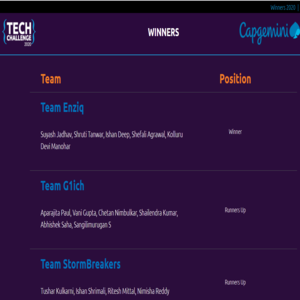 Winners 2020
{TECH
CHALLENGE}
2020
WINNERS
Capgemini
Team Position
Team Enziq
Suyash Jadhav, Shruti Tanwar, Ishan Deep, Shefali Agrawal, Kolluru Winner
Devi Manohar
Team G1ich
Aparajita Paul, Vani Gupta, Chetan Nimbulkar, Shailendra Kumar, Runners Up
Abhishek Saha, Sangilimurugan S
Team StormBreakers
Tushar Kulkarni, Ishan Shrimali, Ritesh Mittal, Nimisha Reddy Runners Up